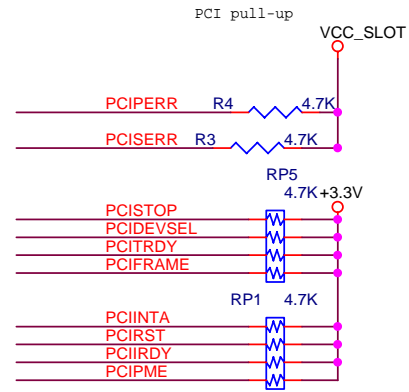 PCI pull-up
VCC_SLOT
PCIPERR R4 4.7K
PCISERR R3 4.7K
RP5
4.7K +3.3V
PCISTOP
PCIDEVSEL
PCITRDY
PCIFRAME
RP1 4.7K
PCIINTA
PCIRST
PCIIRDY
PCIPME